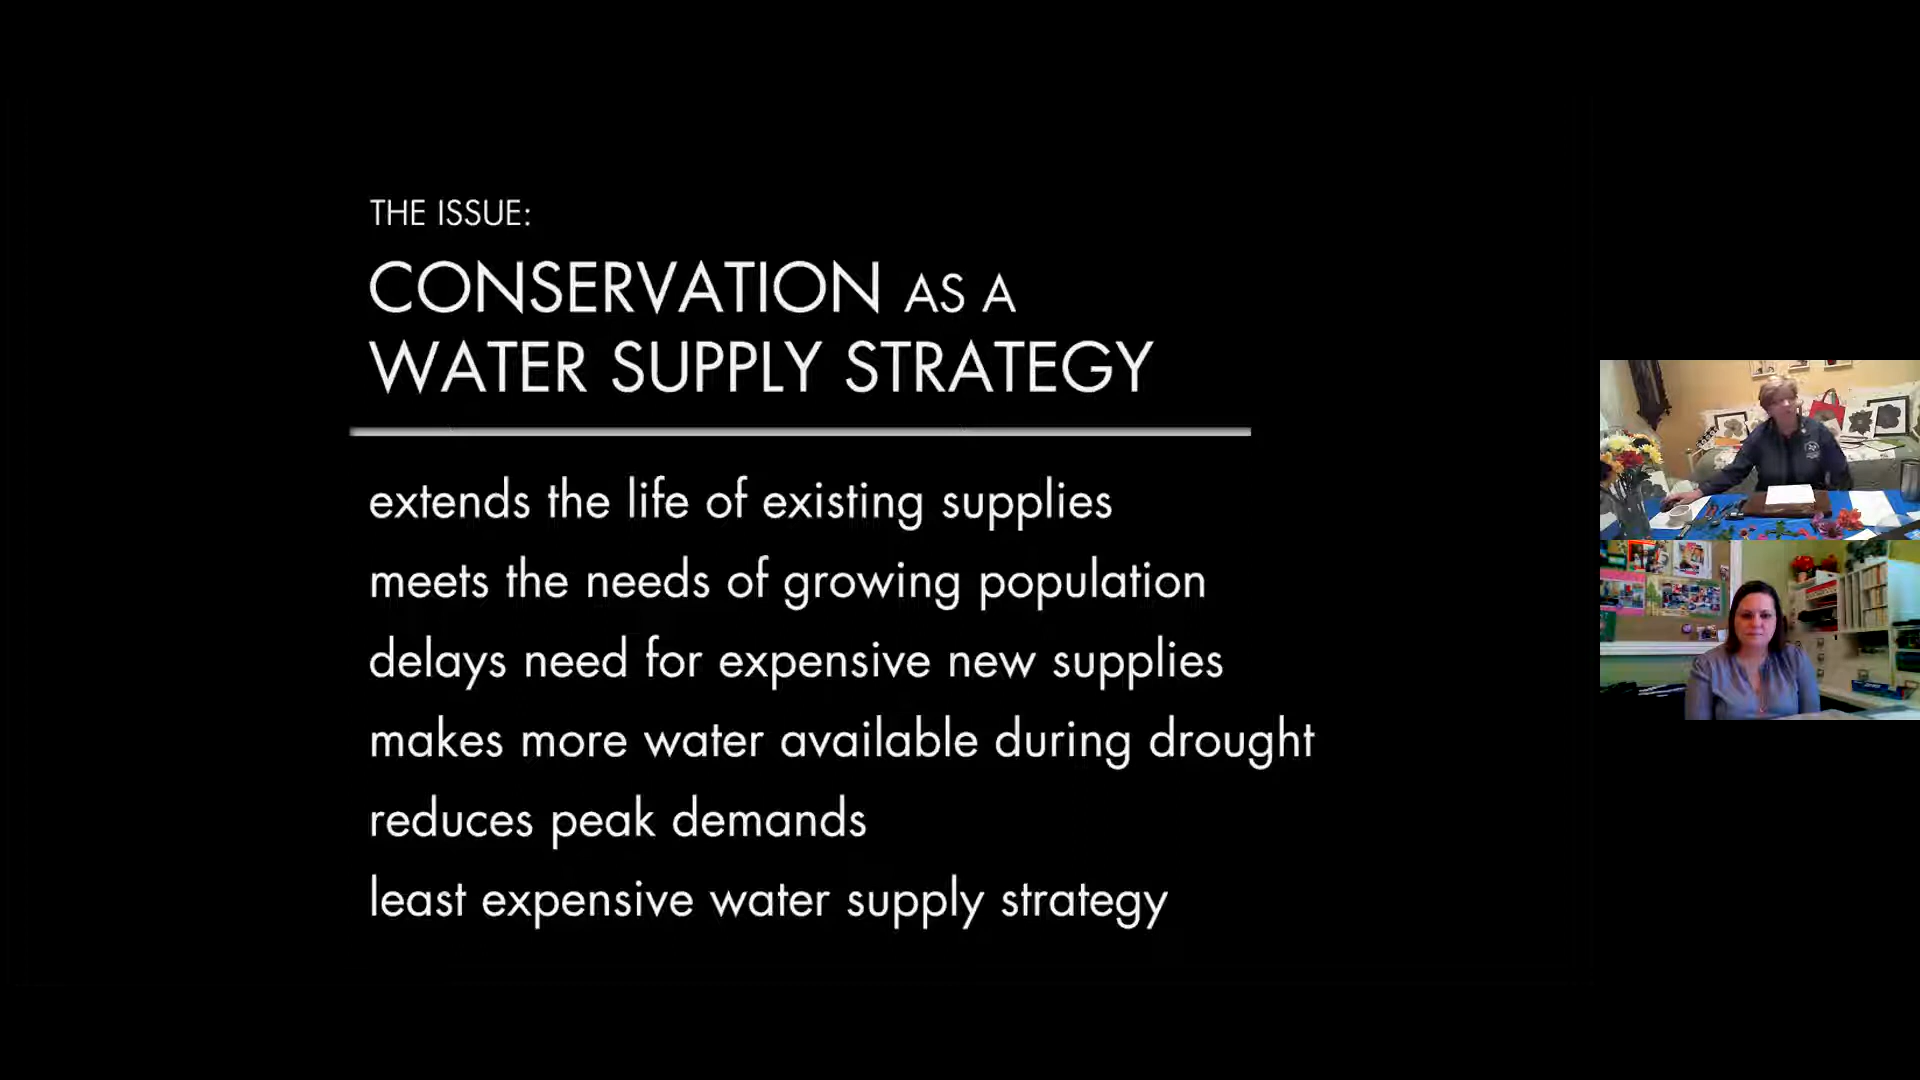 THE ISSUE:
CONSERVATION AS A
WATER SUPPLY STRATEGY
extends the life of existing supplies
meets the needs of growing population
delays need for expensive new supplies
makes more water available during drought
reduces peak demands
least expensive water supply strategy